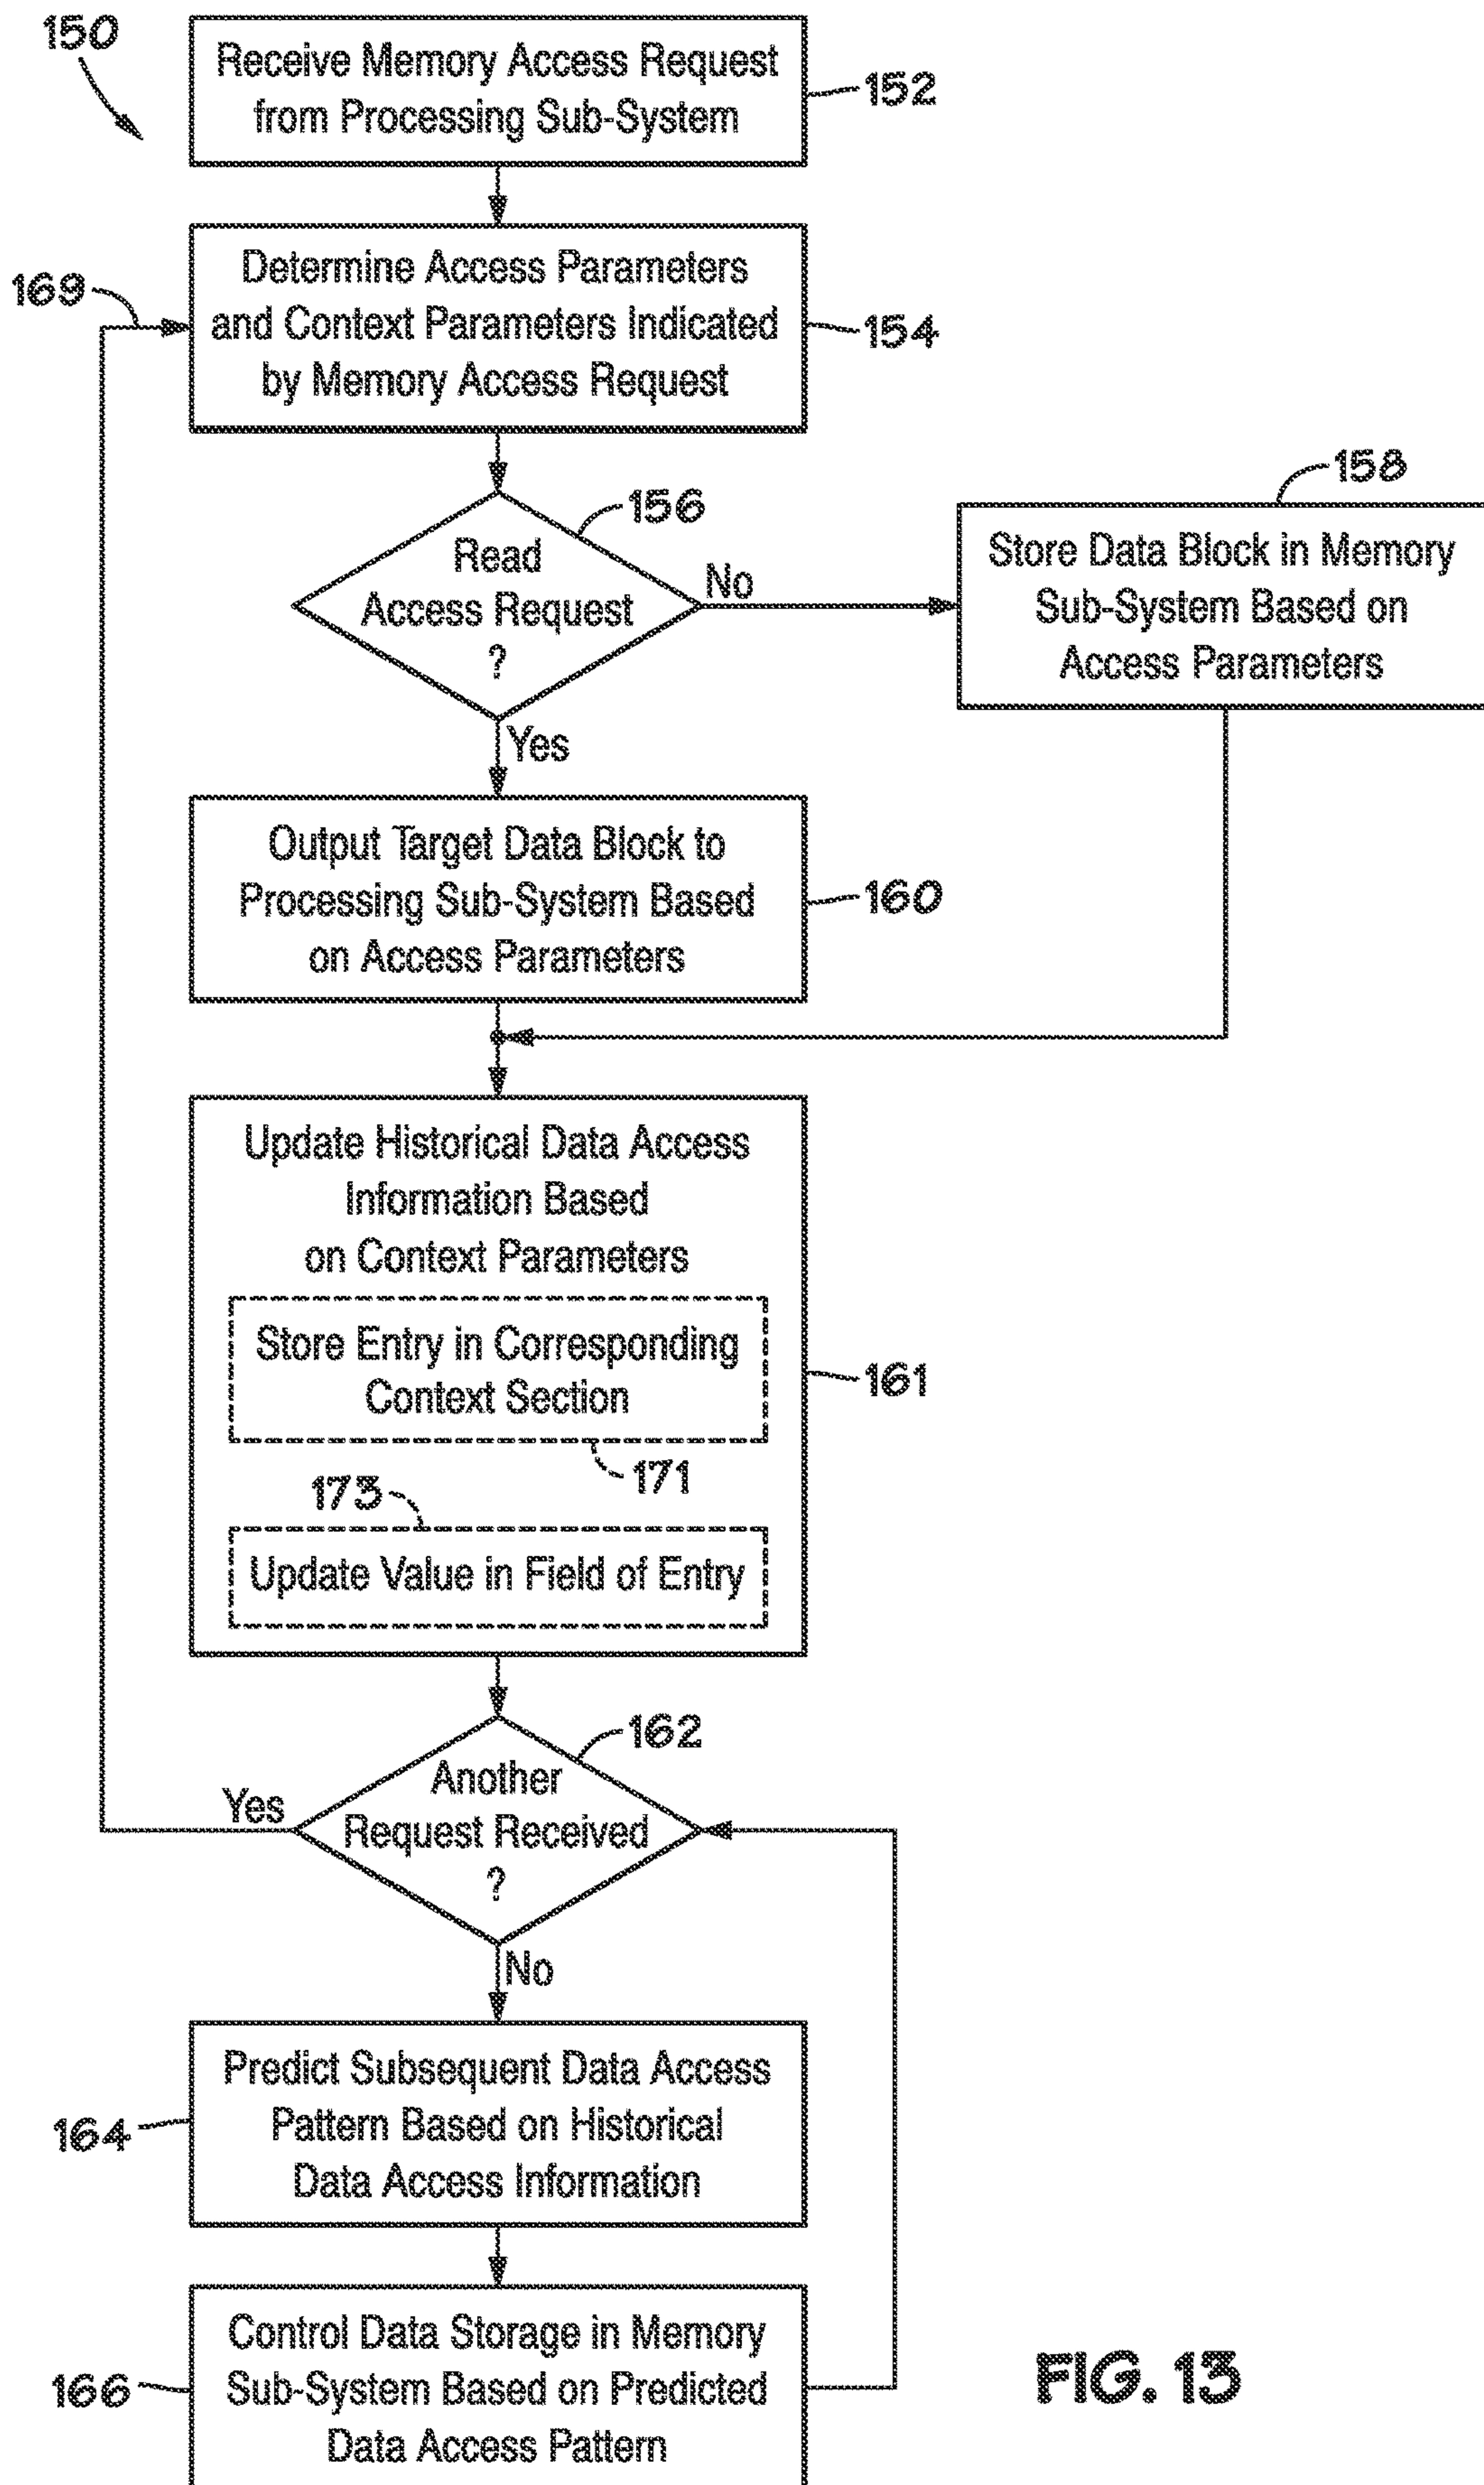 150
Receive Memory Access Request
from Processing Sub-System
152
169
Determine Access Parameters
and Context Parameters Indicated
by Memory Access Request
154
156
Read
Access Request
?
No
Yes
158
Store Data Block in Memory
Sub-System Based on
Access Parameters
Output Target Data Block to
Processing Sub-System Based
on Access Parameters
160
Update Historical Data Access
Information Based
on Context Parameters
Store Entry in Corresponding
Context Section
161
171
173
Update Value in Field of Entry
162
Another
Request Received
?
Yes
No
Predict Subsequent Data Access
Pattern Based on Historical
Data Access Information
164
Control Data Storage in Memory
Sub-System Based on Predicted
Data Access Pattern
166
FIG. 13